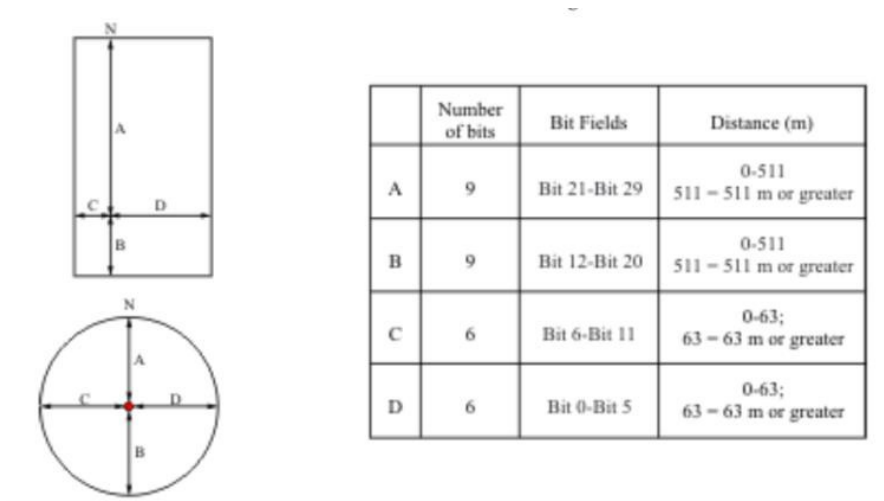 N
A
C
D
B
N
A
C
D
B
Number
of bits
Bit Fields
Distance (m)
A
9
Bit 21-Bit 29
0-511
511 = 511 m or greater
B
9
Bit 12-Bit 20
0-511
511 = 511 m or greater
C
6
Bit 6-Bit 11
0-63;
63 = 63 m or greater
D
6
Bit 0-Bit 5
0-63;
63 = 63 m or greater